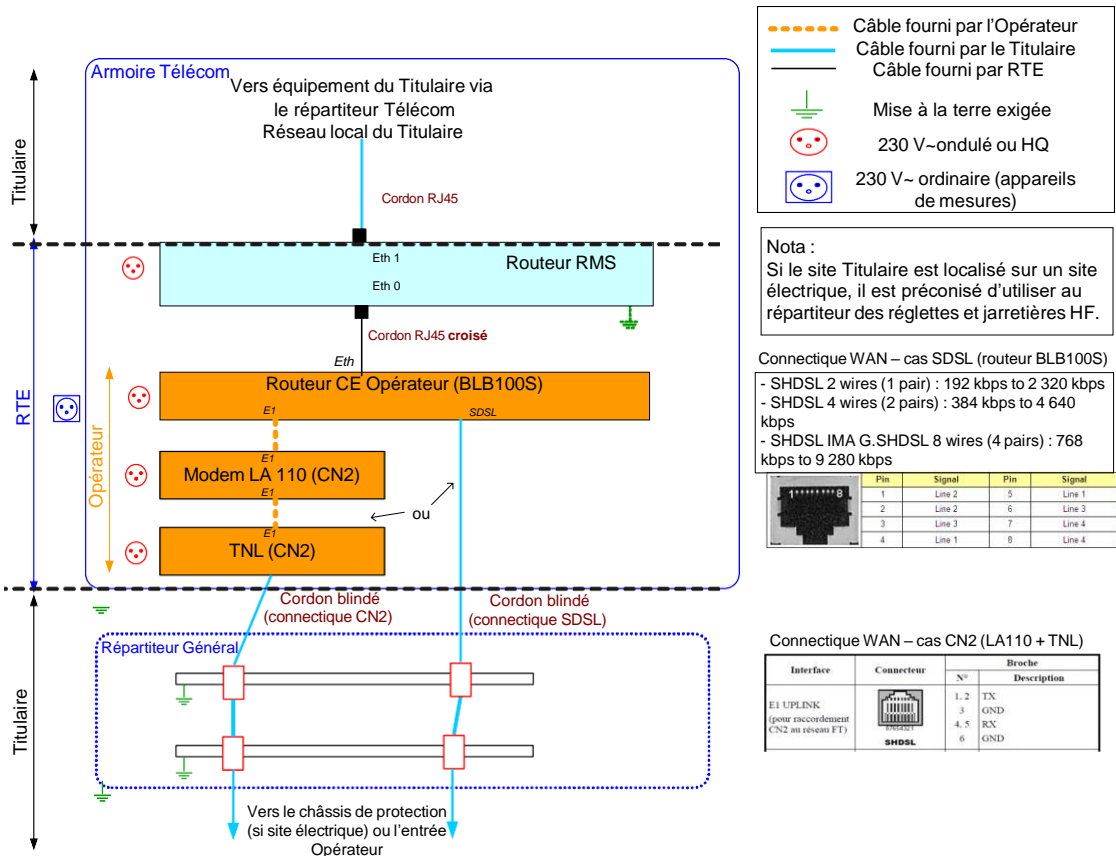 Armoire Télécom
Vers équipement du Titulaire via
le répartiteur Télécom
Réseau local du Titulaire
Titulaire
Cordon RJ45
Eth 1
Routeur RMS
Eth 0
Cordon RJ45 croisé
Eth
RTE
Opérateur
Routeur CE Opérateur (BLB100S)
E1
SDSL
E1
Modem LA 110 (CN2)
E1
ou
E1
TNL (CN2)
Cordon blindé
(connectique CN2)
Cordon blindé
(connectique SDSL)
Titulaire
Répartiteur Général
Vers le châssis de protection
(si site électrique) ou l'entrée
Opérateur
Câble fourni par l'Opérateur
Câble fourni par le Titulaire
Câble fourni par RTE
Mise à la terre exigée
230 V~ondulé ou HQ
230 V~ ordinaire (appareils
de mesures)
Nota :
Si le site Titulaire est localisé sur un site
électrique, il est préconisé d'utiliser au
répartiteur des réglettes et jarretières HF.
Connectique WAN – cas SDSL (routeur BLB100S)
- SHDSL 2 wires (1 pair) : 192 kbps to 2 320 kbps
- SHDSL 4 wires (2 pairs) : 384 kbps to 4 640
kbps
- SHDSL IMA G.SHDSL 8 wires (4 pairs) : 768
kbps to 9 280 kbps
1 8
Pin Signal Pin Signal
1 Line 2 5 Line 1
2 Line 2 6 Line 3
3 Line 3 7 Line 4
4 Line 1 8 Line 4
Connectique WAN – cas CN2 (LA110 + TNL)
Interface Connecteur Broche
N° Description
E1 UPLINK
(pour raccordement
CN2 au réseau FT)
87654321
SHDSL
1, 2 TX
3 GND
4, 5 RX
6 GND